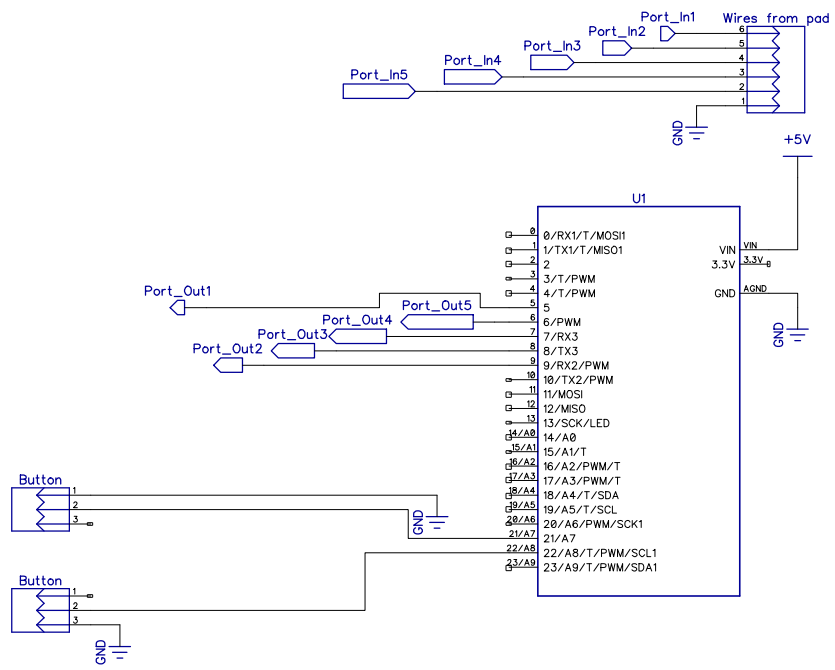 Port_In1
Wires from pad
Port_In2
6
Port_In3
5
Port_In4
4
Port_In5
3
2
1
GND
+5V
U1
0 0/RX1/T/MOSI1
1 1/TX1/T/MISO1 VIN VIN
2 2 3.3V 3.3V
3 3/T/PWM
4 4/T/PWM GND AGND
Port_Out1
5 5
Port_Out5
6 6/PWM
GND
Port_Out4
7 7/RX3
Port_Out3
8 8/TX3
Port_Out2
9 9/RX2/PWM
10 10/TX2/PWM
11 11/MOSI
12 12/MISO
13 13/SCK/LED
14/A0 14/A0
15/A1 15/A1/T
16/A2 16/A2/PWM/T
17/A3 17/A3/PWM/T
Button
1
18/A4 18/A4/T/SDA
2
19/A5 19/A5/T/SCL
3
GND
20/A6 20/A6/PWM/SCK1
21/A7 21/A7
22/A8 22/A8/T/PWM/SCL1
23/A9 23/A9/T/PWM/SDA1
Button
1
2
3
GND